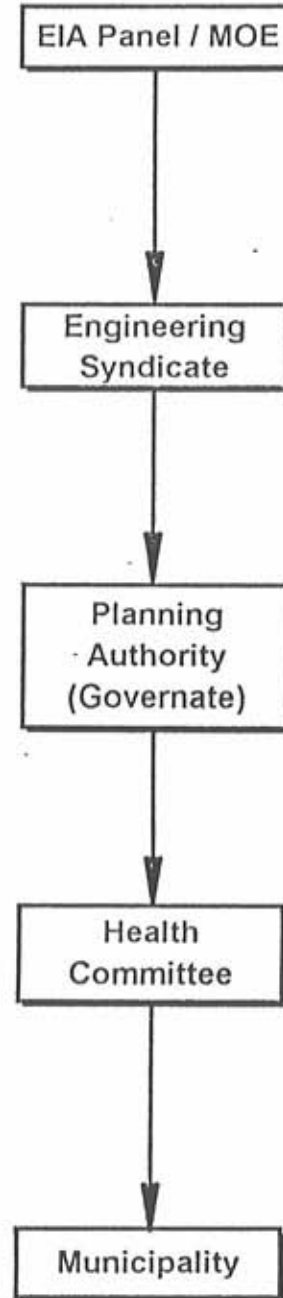 EIA Panel / MOE
Engineering
Syndicate
Planning
Authority
(Governate)
Health
Committee
Municipality